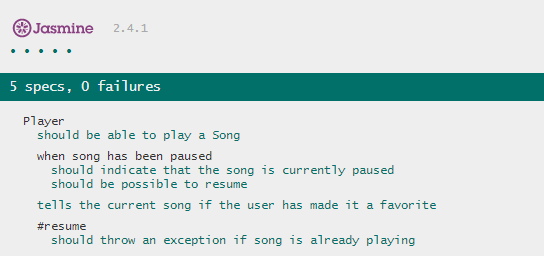 Jasmine 2.4.1
•••••
5 specs, 0 failures
Player
should be able to play a Song
when song has been paused
should indicate that the song is currently paused
should be possible to resume
tells the current song if the user has made it a favorite
#resume
should throw an exception if song is already playing